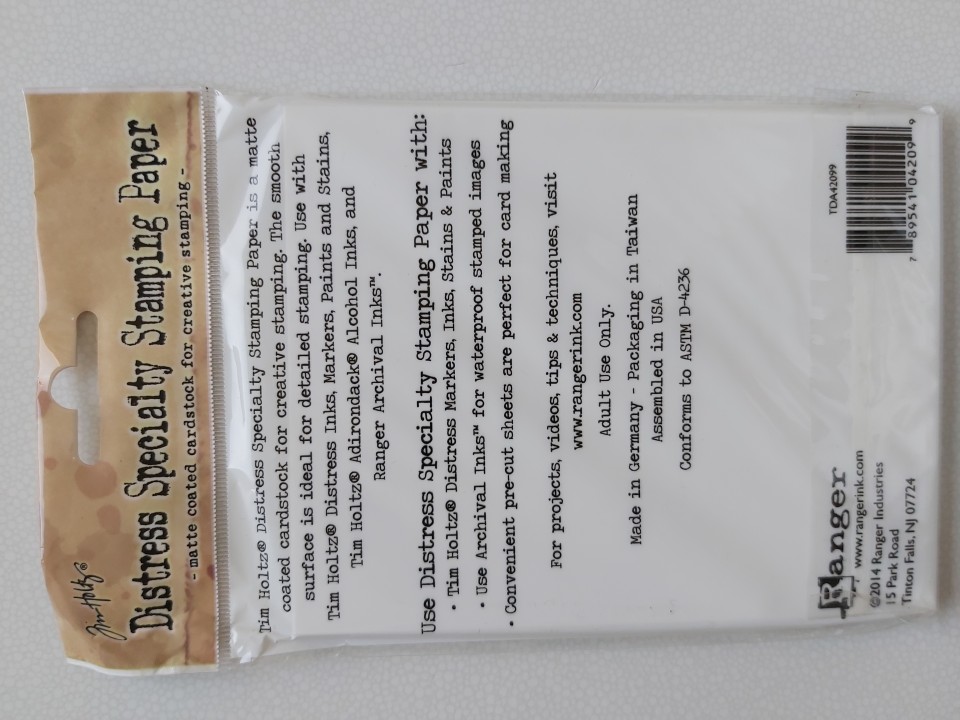 Tim Holtz®
Distress Specialty Stamping Paper
- matte coated cardstock for creative stamping -
Tim Holtz® Distress Specialty Stamping Paper is a matte
coated cardstock for creative stamping. The smooth
surface is ideal for detailed stamping. Use with
Tim Holtz® Distress Inks, Markers, Paints and Stains,
Tim Holtz® Adirondack® Alcohol Inks, and
Ranger Archival Inks™.
Use Distress Specialty Stamping Paper with:
• Tim Holtz® Distress Markers, Inks, Stains & Paints
• Use Archival Inks™ for waterproof stamped images
• Convenient pre-cut sheets are perfect for card making
For projects, videos, tips & techniques, visit
www.rangerink.com
Adult Use Only.
Made in Germany - Packaging in Taiwan
Assembled in USA
Conforms to ASTM D-4236
Ranger
www.rangerink.com
©2014 Ranger Industries
15 Park Road
Tinton Falls, NJ 07724
TDA42099
7 89541 04209 9